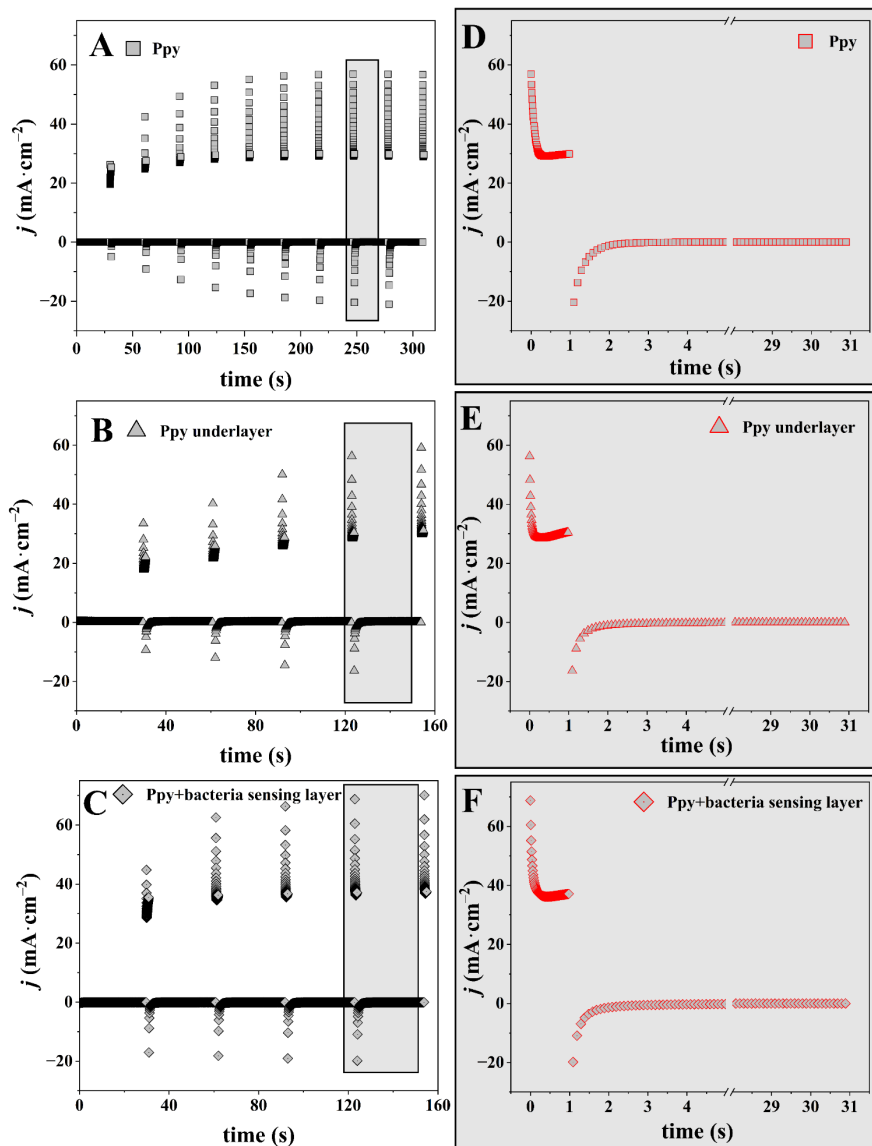 A
Ppy
j (mA·cm⁻²)
60
40
20
0
−20
0 50 100 150 200 250 300
time (s)
D
Ppy
j (mA·cm⁻²)
60
40
20
0
−20
0 1 2 3 4 29 30 31
time (s)
B
Ppy underlayer
j (mA·cm⁻²)
60
40
20
0
−20
0 40 80 120 160
time (s)
E
Ppy underlayer
j (mA·cm⁻²)
60
40
20
0
−20
0 1 2 3 4 29 30 31
time (s)
C
Ppy+bacteria sensing layer
j (mA·cm⁻²)
60
40
20
0
−20
0 40 80 120 160
time (s)
F
Ppy+bacteria sensing layer
j (mA·cm⁻²)
60
40
20
0
−20
0 1 2 3 4 29 30 31
time (s)